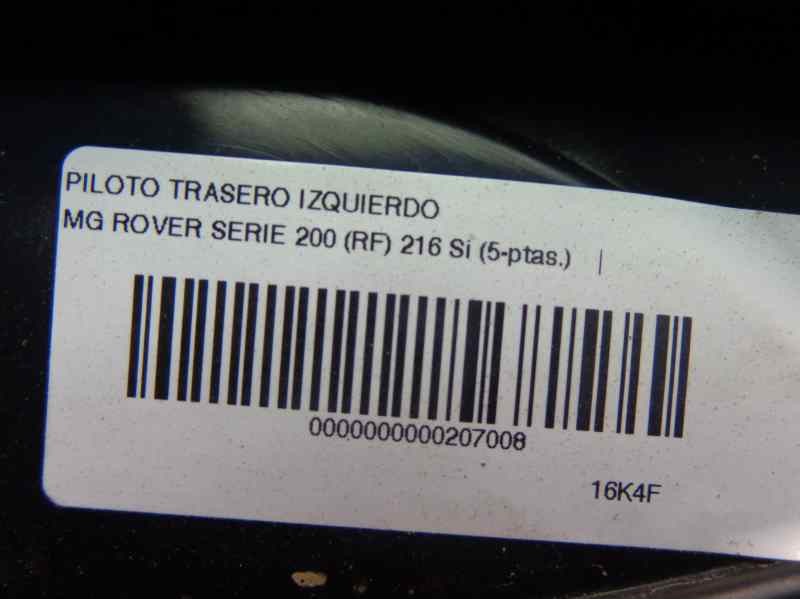 PILOTO TRASERO IZQUIERDO
MG ROVER SERIE 200 (RF) 216 Si (5-ptas.) |
0000000000207008
16K4F